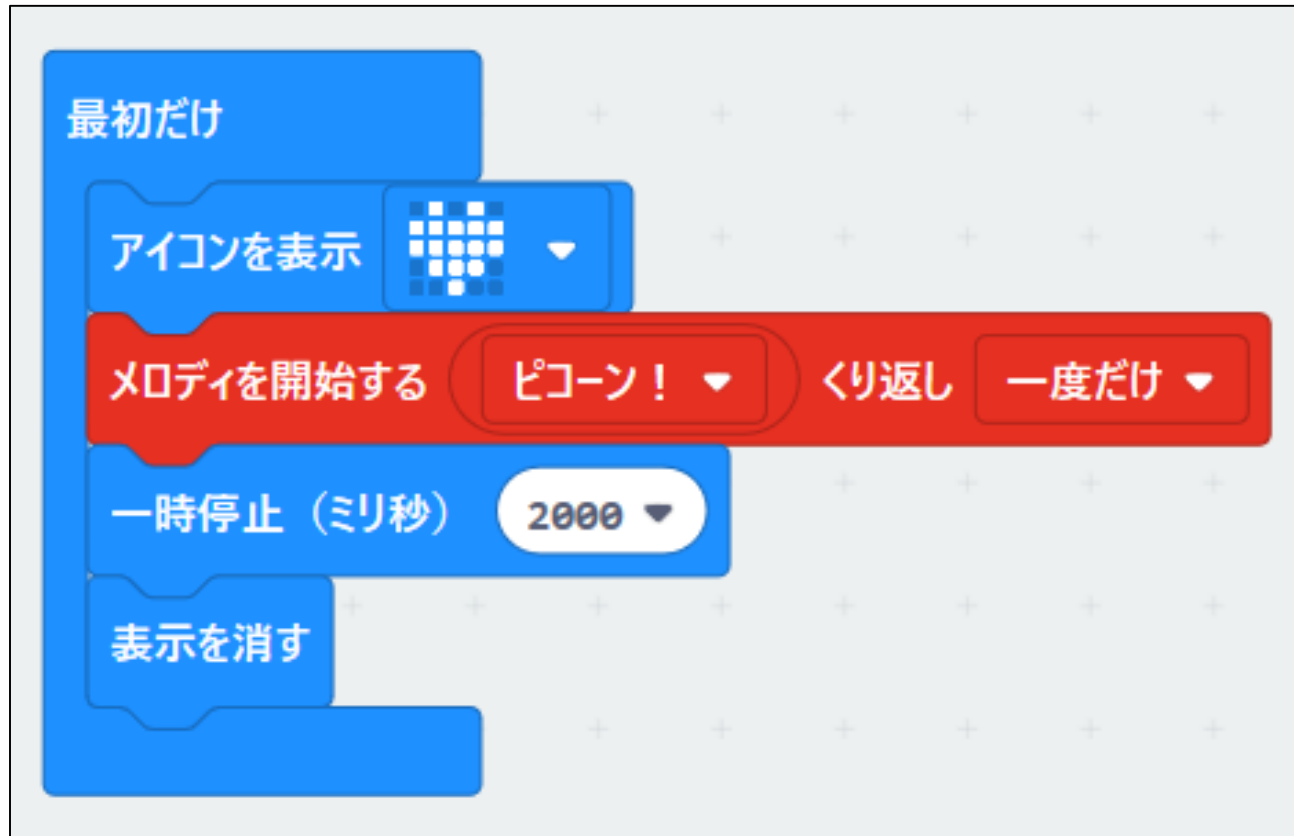 最初だけ
アイコンを表示
メロディを開始する ピコーン！ くり返し 一度だけ
一時停止（ミリ秒） 2000
表示を消す